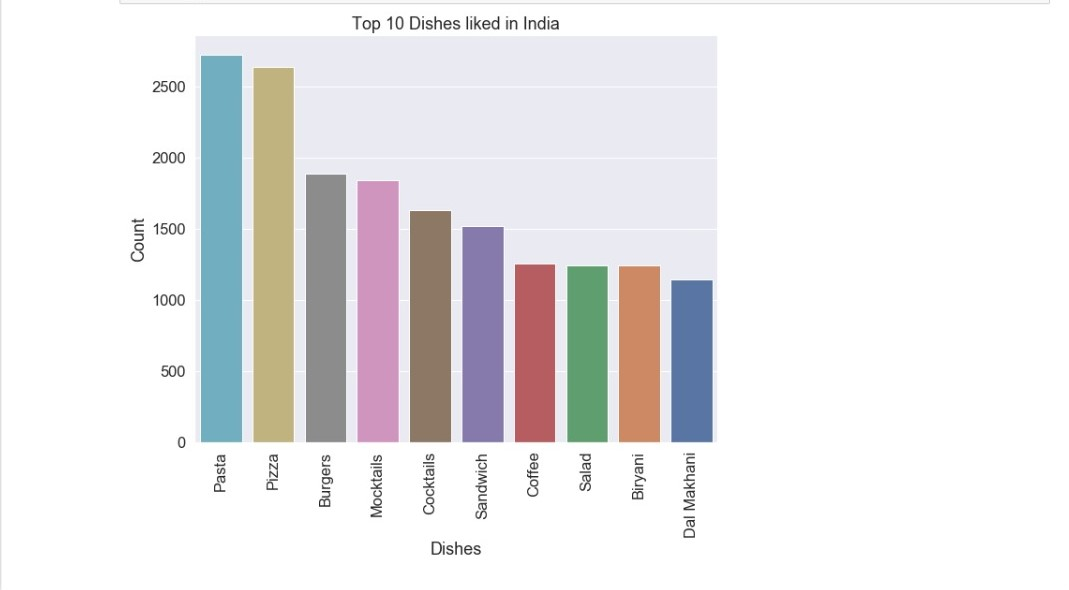 Top 10 Dishes liked in India
2500
2000
1500
1000
500
0
Count
Pasta
Pizza
Burgers
Mocktails
Cocktails
Sandwich
Coffee
Salad
Biryani
Dal Makhani
Dishes